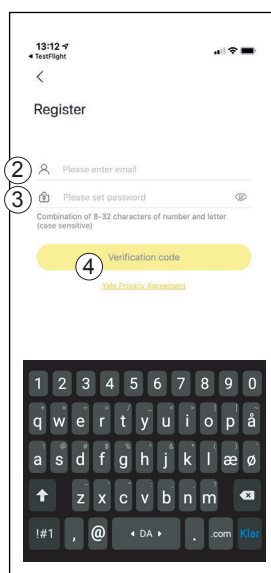 13:12
◀ TestFlight
Register
2 Please enter email
3 Please set password
Combination of 8-32 characters of number and letter
(case sensitive)
4 Verification code
Yale Privacy Agreement
1 2 3 4 5 6 7 8 9 0
q w e r t y u i o p å
a s d f g h j k l æ ø
z x c v b n m
!#1 , @ DA . .com Klar